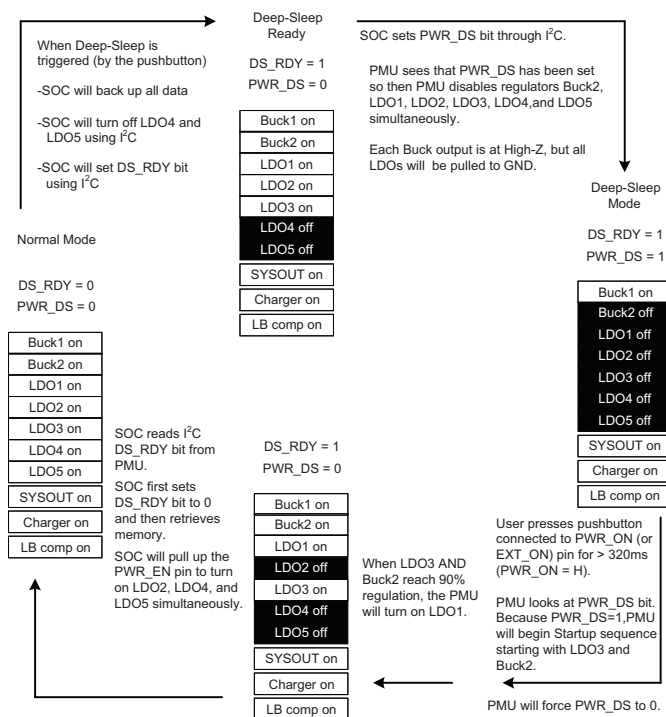 Deep-Sleep
Ready
DS_RDY = 1
PWR_DS = 0
Buck1 on
Buck2 on
LDO1 on
LDO2 on
LDO3 on
LDO4 off
LDO5 off
SYSOUT on
Charger on
LB comp on
When Deep-Sleep is
triggered (by the pushbutton)
-SOC will back up all data
-SOC will turn off LDO4 and
LDO5 using I²C
-SOC will set DS_RDY bit
using I²C
SOC sets PWR_DS bit through I²C.
PMU sees that PWR_DS has been set
so then PMU disables regulators Buck2,
LDO1, LDO2, LDO3, LDO4,and LDO5
simultaneously.
Each Buck output is at High-Z, but all
LDOs will be pulled to GND.
Deep-Sleep
Mode
DS_RDY = 1
PWR_DS = 1
Buck1 on
Buck2 off
LDO1 off
LDO2 off
LDO3 off
LDO4 off
LDO5 off
SYSOUT on
Charger on
LB comp on
Normal Mode
DS_RDY = 0
PWR_DS = 0
Buck1 on
Buck2 on
LDO1 on
LDO2 on
LDO3 on
LDO4 on
LDO5 on
SYSOUT on
Charger on
LB comp on
SOC reads I²C
DS_RDY bit from
PMU.
SOC first sets
DS_RDY bit to 0
and then retrieves
memory.
SOC will pull up the
PWR_EN pin to turn
on LDO2, LDO4, and
LDO5 simultaneously.
DS_RDY = 1
PWR_DS = 0
Buck1 on
Buck2 on
LDO1 on
LDO2 off
LDO3 on
LDO4 off
LDO5 off
SYSOUT on
Charger on
LB comp on
When LDO3 AND
Buck2 reach 90%
regulation, the PMU
will turn on LDO1.
User presses pushbutton
connected to PWR_ON (or
EXT_ON) pin for > 320ms
(PWR_ON = H).
PMU looks at PWR_DS bit.
Because PWR_DS=1,PMU
will begin Startup sequence
starting with LDO3 and
Buck2.
PMU will force PWR_DS to 0.